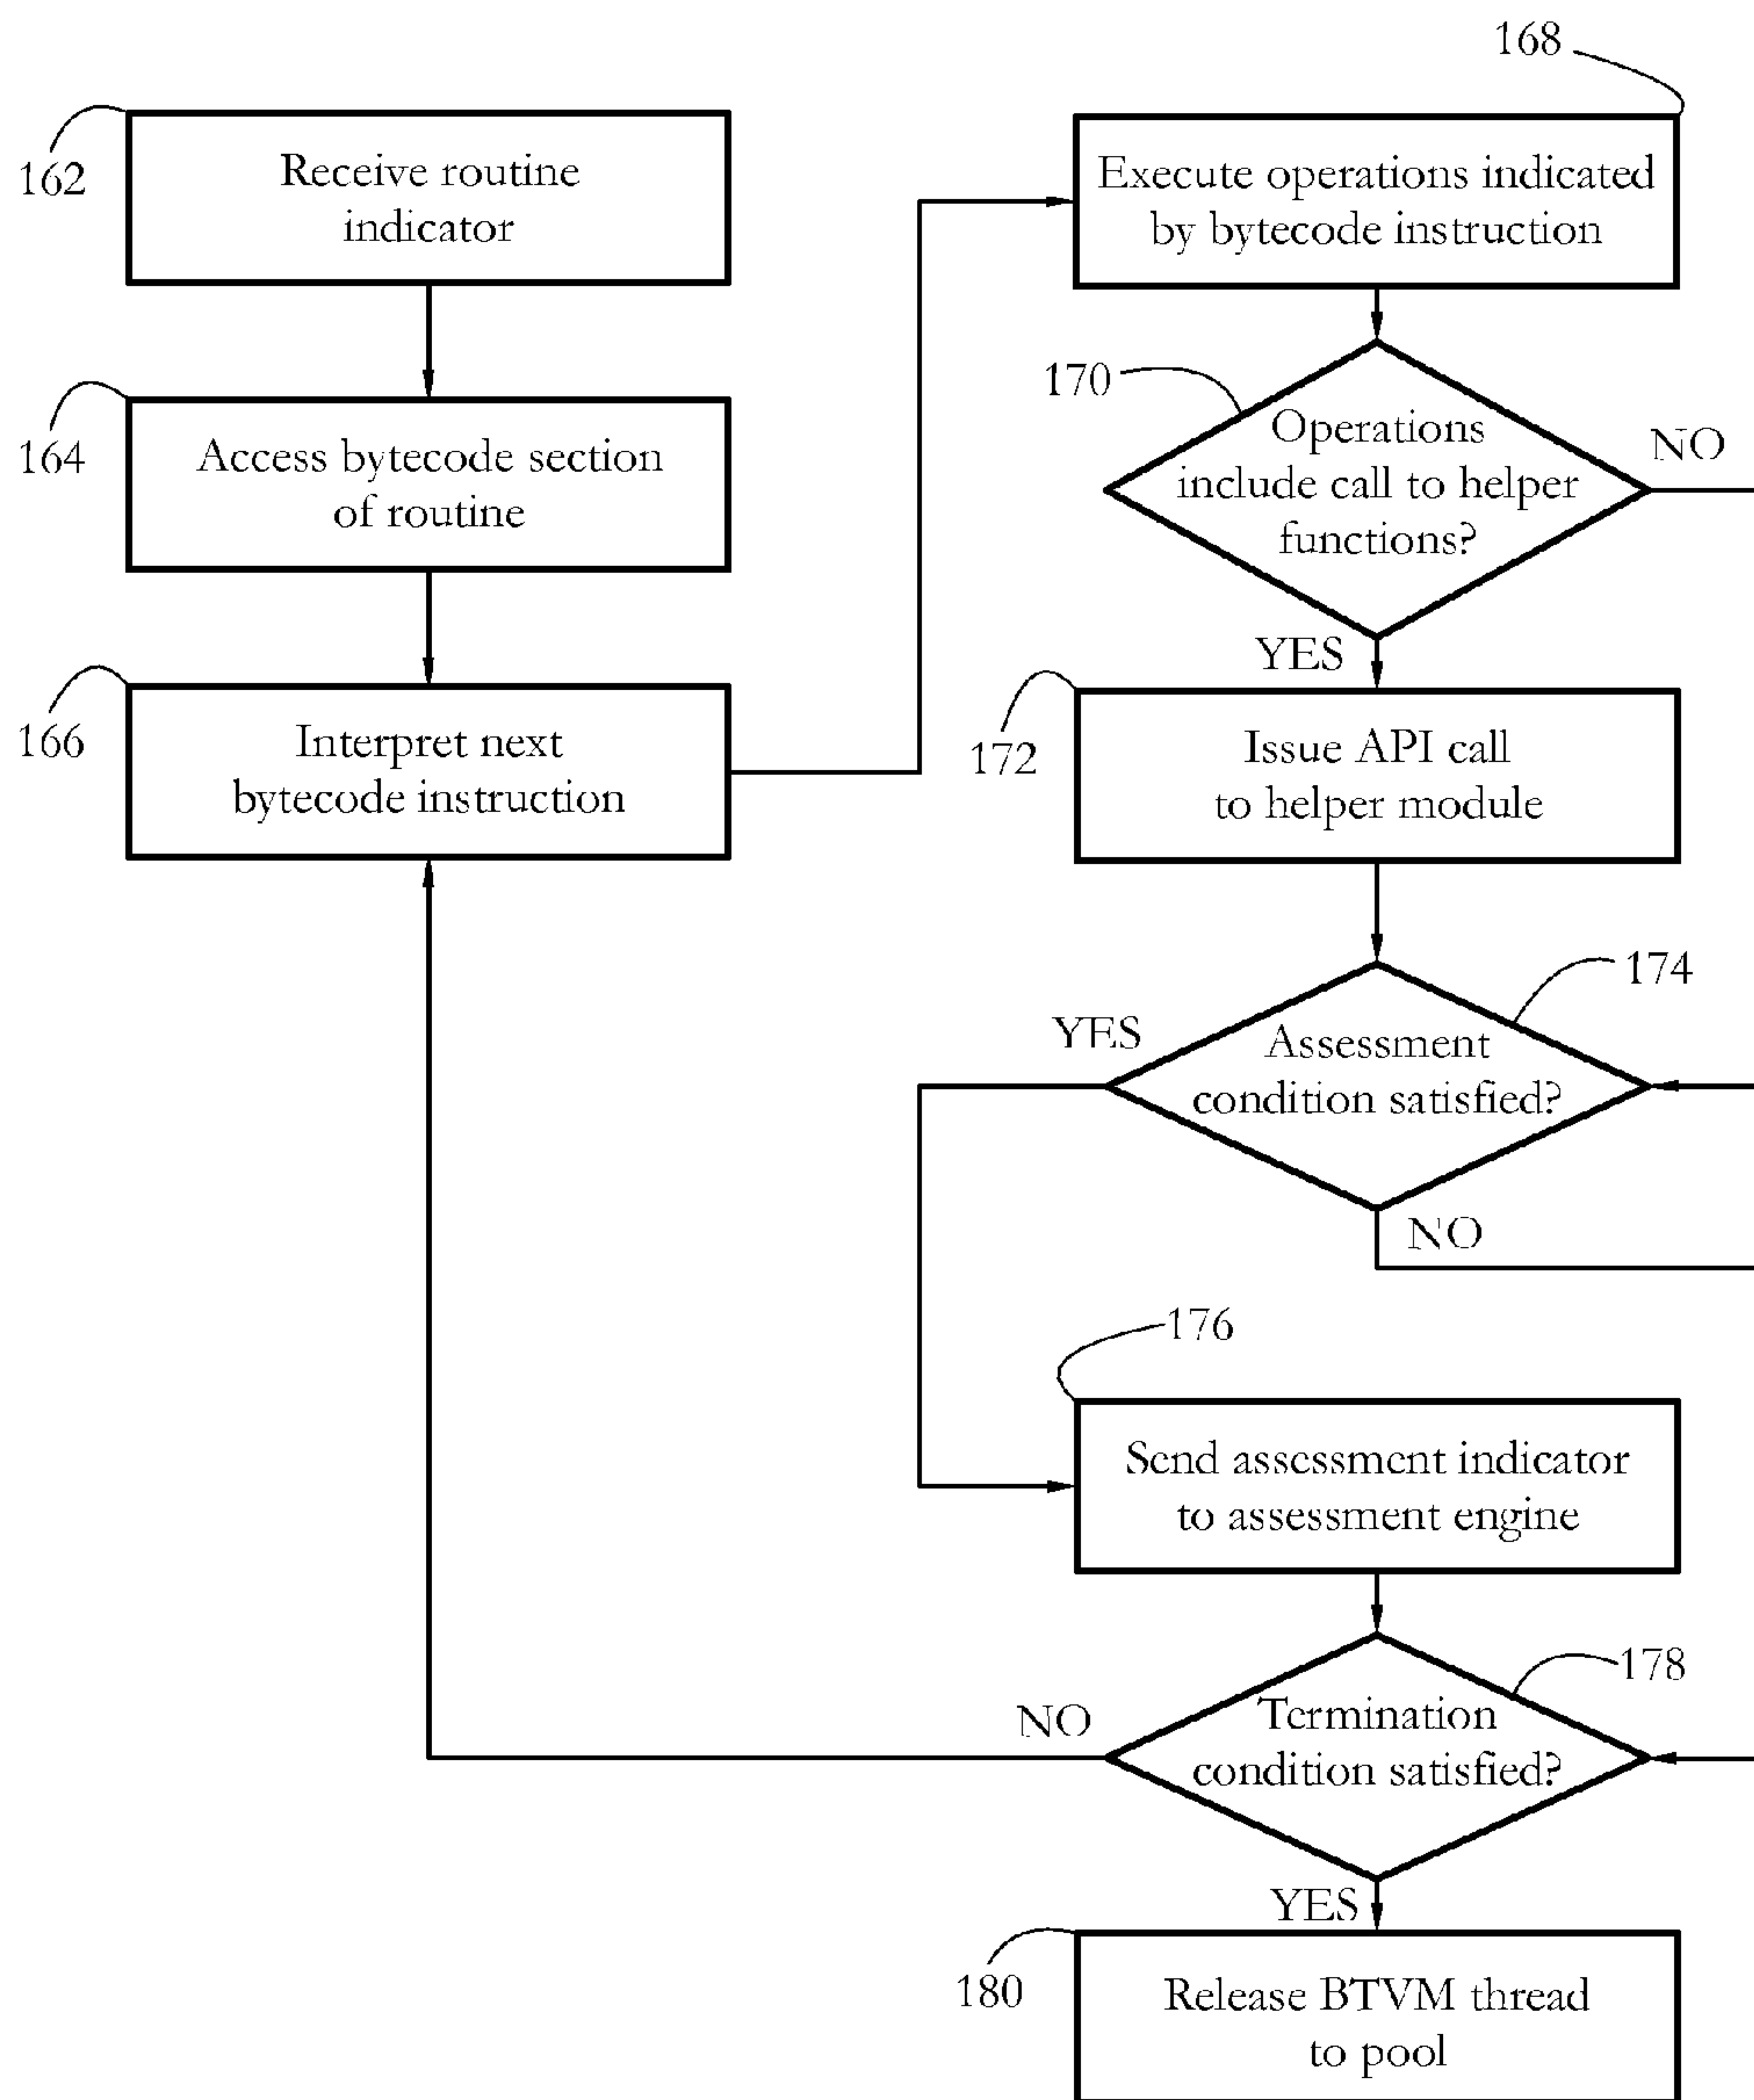 162
Receive routine
indicator
164
Access bytecode section
of routine
166
Interpret next
bytecode instruction
168
Execute operations indicated
by bytecode instruction
170
Operations
include call to helper
functions?
NO
YES
172
Issue API call
to helper module
174
YES
Assessment
condition satisfied?
NO
176
Send assessment indicator
to assessment engine
178
NO
Termination
condition satisfied?
YES
180
Release BTVM thread
to pool